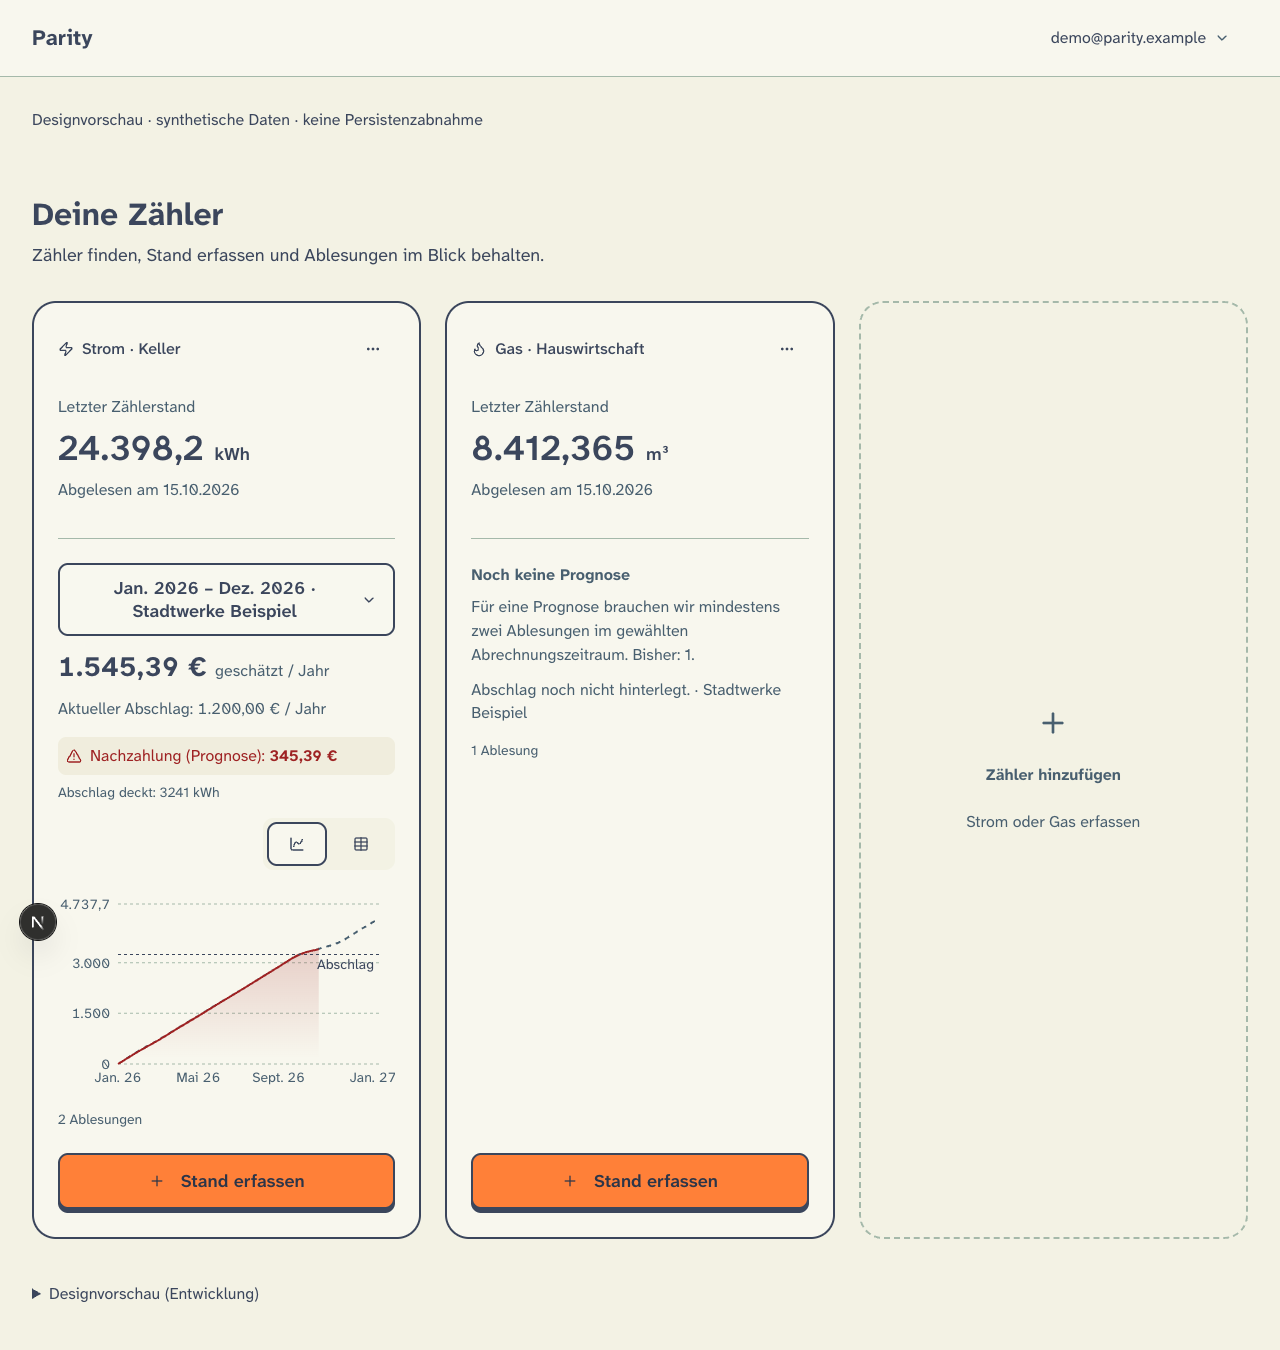 Parity
demo@parity.example
Designvorschau · synthetische Daten · keine Persistenzabnahme
Deine Zähler
Zähler finden, Stand erfassen und Ablesungen im Blick behalten.
Strom · Keller
Letzter Zählerstand
24.398,2 kWh
Abgelesen am 15.10.2026
Jan. 2026 – Dez. 2026 ·
Stadtwerke Beispiel
1.545,39 € geschätzt / Jahr
Aktueller Abschlag: 1.200,00 € / Jahr
Nachzahlung (Prognose): 345,39 €
Abschlag deckt: 3241 kWh
4.737,7
3.000
Abschlag
1.500
0
Jan. 26 Mai 26 Sept. 26 Jan. 27
2 Ablesungen
+ Stand erfassen
Gas · Hauswirtschaft
Letzter Zählerstand
8.412,365 m³
Abgelesen am 15.10.2026
Noch keine Prognose
Für eine Prognose brauchen wir mindestens
zwei Ablesungen im gewählten
Abrechnungszeitraum. Bisher: 1.
Abschlag noch nicht hinterlegt. · Stadtwerke
Beispiel
1 Ablesung
+ Stand erfassen
+
Zähler hinzufügen
Strom oder Gas erfassen
N
Designvorschau (Entwicklung)